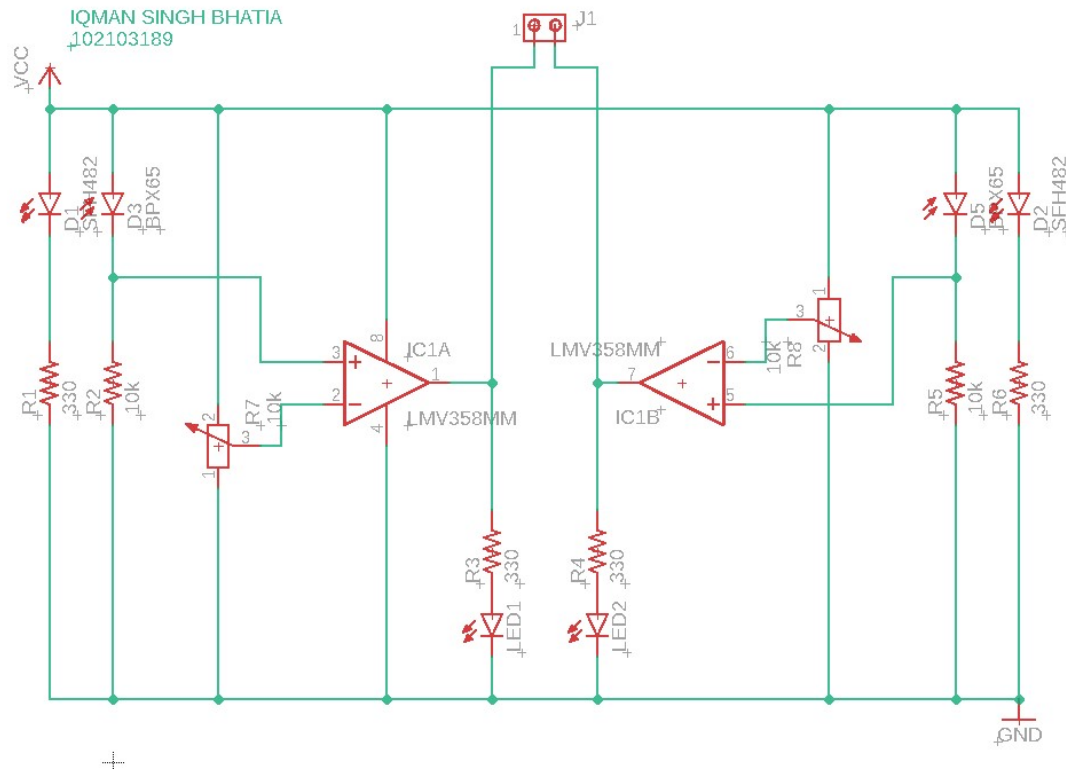 IQMAN SINGH BHATIA
102103189
J1
1
VCC
D1
SFH482
D3
BPX65
D5
BPX65
D2
SFH482
8
3
2
1
4
IC1A
LMV358MM
LMV358MM
IC1B
7
6
5
1
3
2
10k
R8
R1
330
R2
10k
R7
10k
2
3
1
R5
10k
R6
330
R3
330
R4
330
LED1
LED2
GND